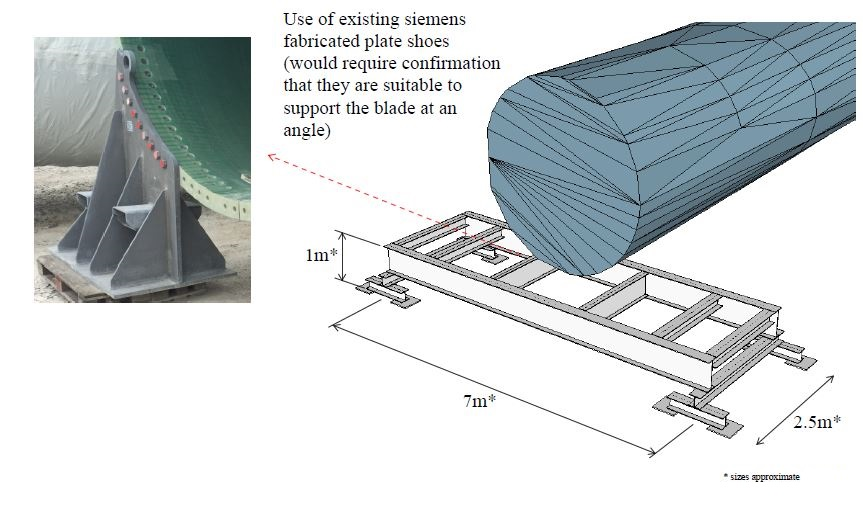 Use of existing siemens
fabricated plate shoes
(would require confirmation
that they are suitable to
support the blade at an
angle)
1m*
7m*
2.5m*
* sizes approximate